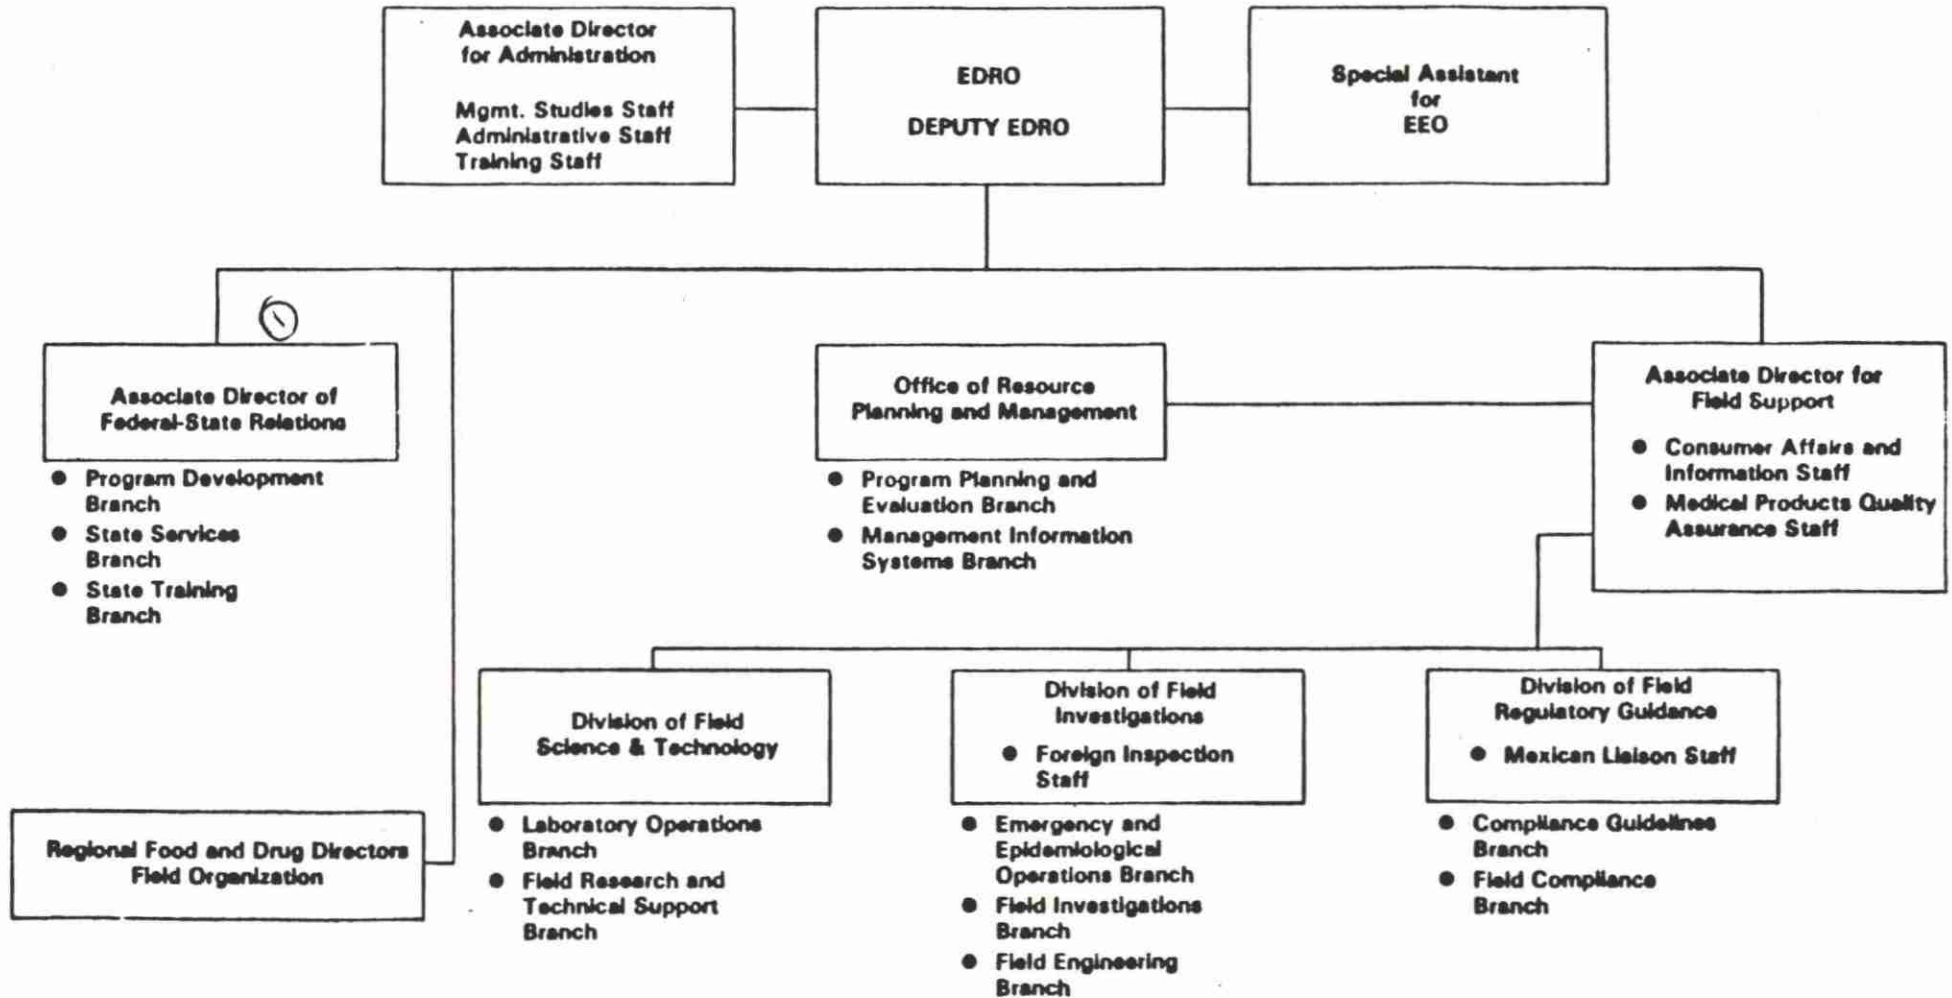 Associate Director
for Administration
Mgmt. Studies Staff
Administrative Staff
Training Staff
EDRO
DEPUTY EDRO
Special Assistant
for
EEO
Associate Director of
Federal-State Relations
● Program Development
Branch
● State Services
Branch
● State Training
Branch
Office of Resource
Planning and Management
● Program Planning and
Evaluation Branch
● Management Information
Systems Branch
Associate Director for
Field Support
● Consumer Affairs and
Information Staff
● Medical Products Quality
Assurance Staff
Regional Food and Drug Directors
Field Organization
Division of Field
Science & Technology
● Laboratory Operations
Branch
● Field Research and
Technical Support
Branch
Division of Field
Investigations
● Foreign Inspection
Staff
● Emergency and
Epidemiological
Operations Branch
● Field Investigations
Branch
● Field Engineering
Branch
Division of Field
Regulatory Guidance
● Mexican Liaison Staff
● Compliance Guidelines
Branch
● Field Compliance
Branch